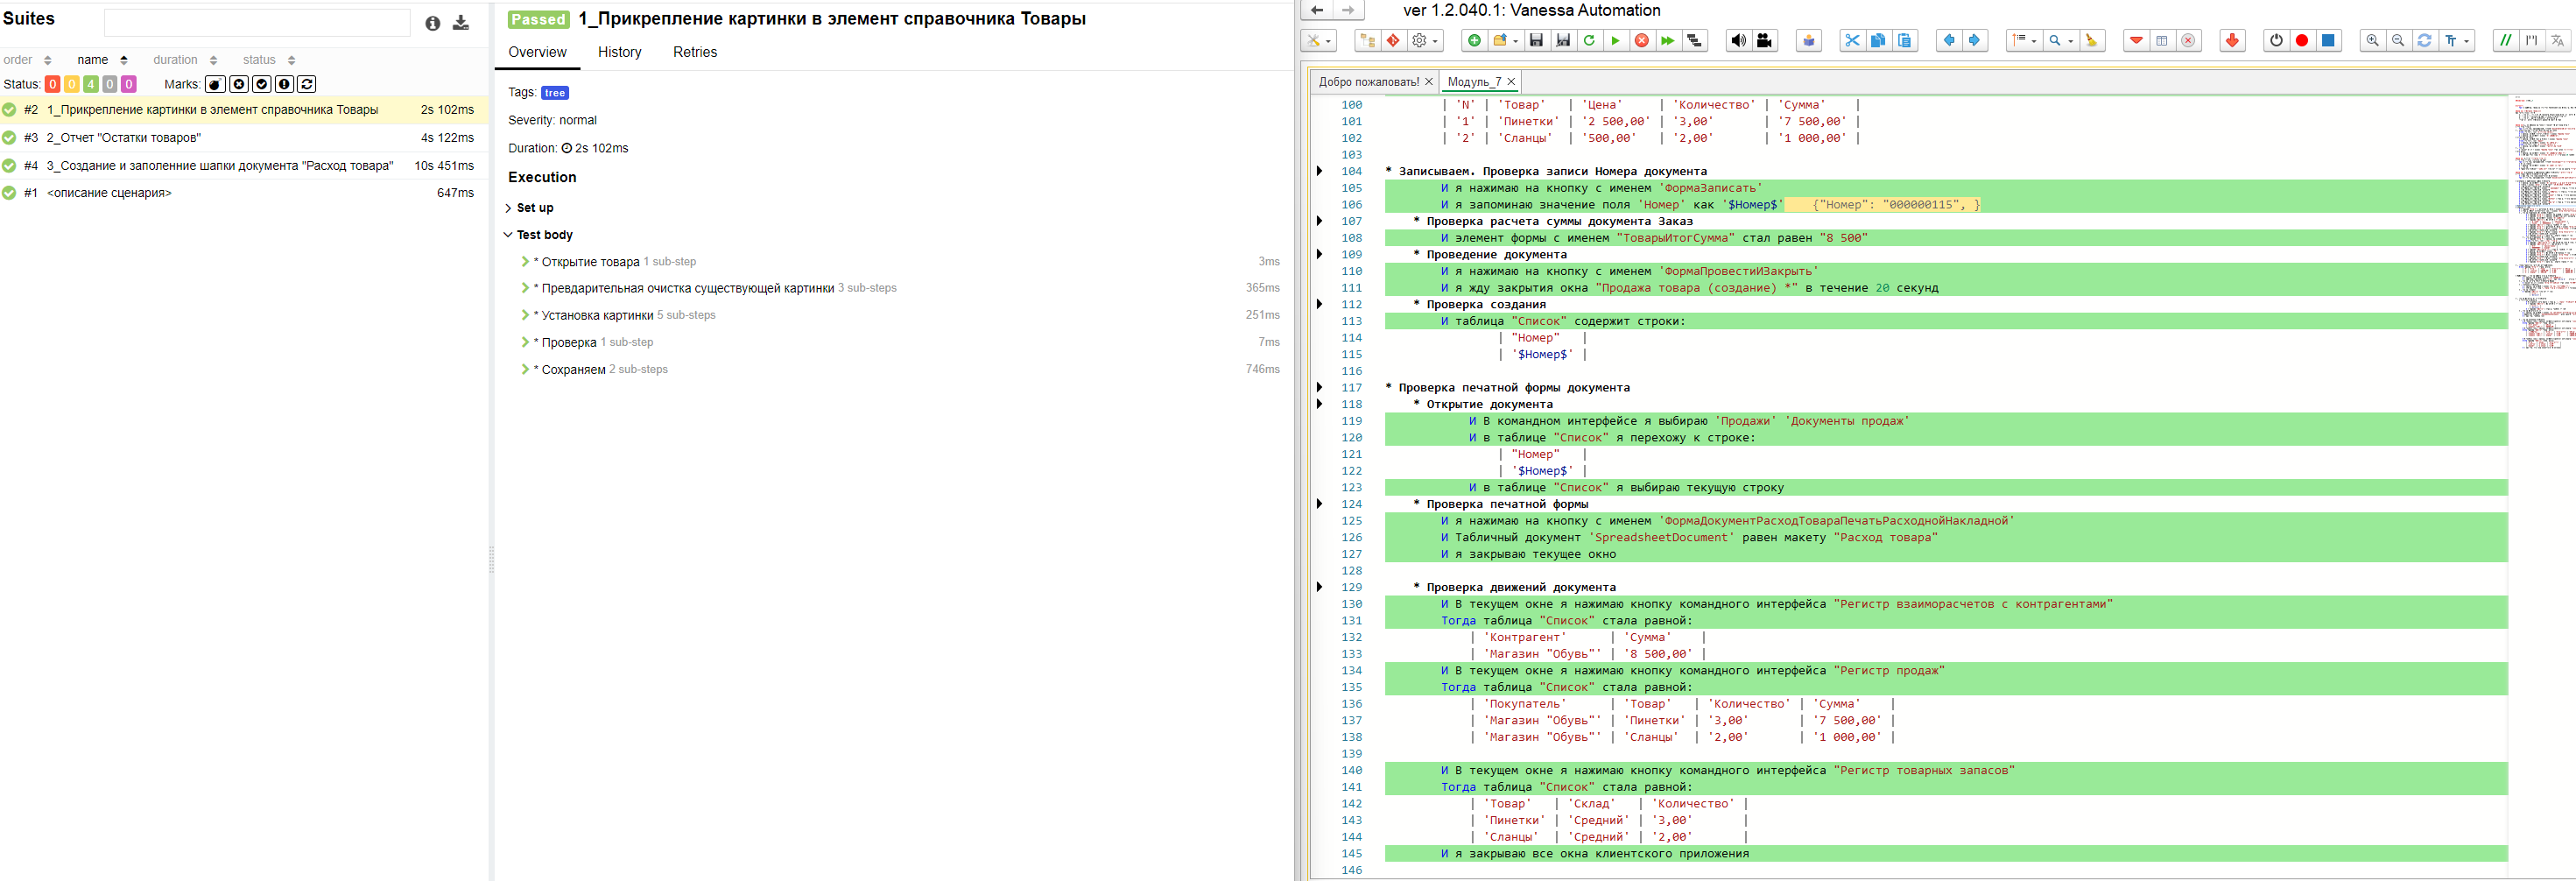 Suites
order name duration status
Status: 0 0 4 0 0 Marks:
#2 1_Прикрепление картинки в элемент справочника Товары 2s 102ms
#3 2_Отчет "Остатки товаров" 4s 122ms
#4 3_Создание и заполенние шапки документа "Расход товара" 10s 451ms
#1 <описание сценария> 647ms
Passed 1_Прикрепление картинки в элемент справочника Товары
Overview History Retries
Tags: tree
Severity: normal
Duration: 2s 102ms
Execution
Set up
Test body
* Открытие товара 1 sub-step 3ms
* Превдарительная очистка существующей картинки 3 sub-steps 365ms
* Установка картинки 5 sub-steps 251ms
* Проверка 1 sub-step 7ms
* Сохраняем 2 sub-steps 746ms
ver 1.2.040.1: Vanessa Automation
Добро пожаловать! Модуль_7
100 | 'N' | 'Товар' | 'Цена' | 'Количество' | 'Сумма' |
101 | '1' | 'Пинетки' | '2 500,00' | '3,00' | '7 500,00' |
102 | '2' | 'Сланцы' | '500,00' | '2,00' | '1 000,00' |
103
104 * Записываем. Проверка записи Номера документа
105 И я нажимаю на кнопку с именем 'ФормаЗаписать'
106 И я запоминаю значение поля 'Номер' как '$Номер$' {"Номер": "000000115", }
107 * Проверка расчета суммы документа Заказ
108 И элемент формы с именем "ТоварыИтогСумма" стал равен "8 500"
109 * Проведение документа
110 И я нажимаю на кнопку с именем 'ФормаПровестиИЗакрыть'
111 И я жду закрытия окна "Продажа товара (создание) *" в течение 20 секунд
112 * Проверка создания
113 И таблица "Список" содержит строки:
114 | "Номер" |
115 | '$Номер$' |
116
117 * Проверка печатной формы документа
118 * Открытие документа
119 И В командном интерфейсе я выбираю 'Продажи' 'Документы продаж'
120 И в таблице "Список" я перехожу к строке:
121 | "Номер" |
122 | '$Номер$' |
123 И в таблице "Список" я выбираю текущую строку
124 * Проверка печатной формы
125 И я нажимаю на кнопку с именем 'ФормаДокументРасходТовараПечатьРасходнойНакладной'
126 И Табличный документ 'SpreadsheetDocument' равен макету "Расход товара"
127 И я закрываю текущее окно
128
129 * Проверка движений документа
130 И В текущем окне я нажимаю кнопку командного интерфейса "Регистр взаиморасчетов с контрагентами"
131 Тогда таблица "Список" стала равной:
132 | 'Контрагент' | 'Сумма' |
133 | 'Магазин "Обувь"' | '8 500,00' |
134 И В текущем окне я нажимаю кнопку командного интерфейса "Регистр продаж"
135 Тогда таблица "Список" стала равной:
136 | 'Покупатель' | 'Товар' | 'Количество' | 'Сумма' |
137 | 'Магазин "Обувь"' | 'Пинетки' | '3,00' | '7 500,00' |
138 | 'Магазин "Обувь"' | 'Сланцы' | '2,00' | '1 000,00' |
139
140 И В текущем окне я нажимаю кнопку командного интерфейса "Регистр товарных запасов"
141 Тогда таблица "Список" стала равной:
142 | 'Товар' | 'Склад' | 'Количество' |
143 | 'Пинетки' | 'Средний' | '3,00' |
144 | 'Сланцы' | 'Средний' | '2,00' |
145 И я закрываю все окна клиентского приложения
146